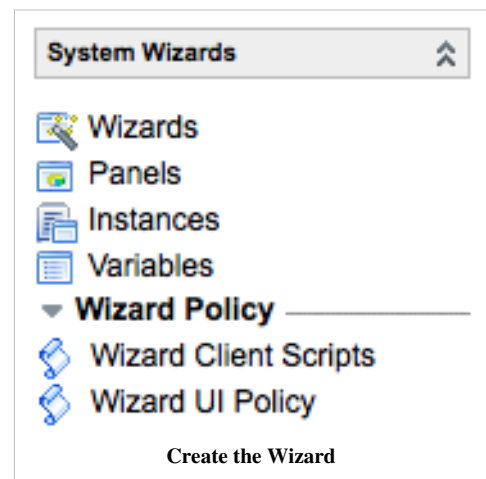 System Wizards
Wizards
Panels
Instances
Variables
Wizard Policy
Wizard Client Scripts
Wizard UI Policy
Create the Wizard